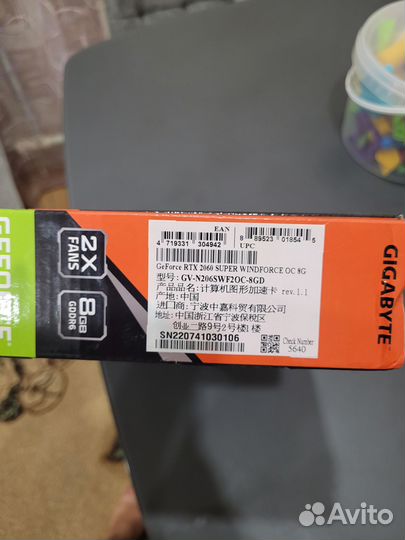 EAN
4 719331 304942
8 89523 01854 5
UPC
GeForce RTX 2060 SUPER WINDFORCE OC 8G
型号: GV-N206SWF2OC-8GD
产品品名: 计算机图形加速卡 rev.1.1
产地: 中国
进口商: 宁波中嘉科贸有限公司
地址: 中国浙江省宁波保税区
创业二路9号2号楼1楼
SN220741030106
Check Number
5640
2X
FANS
8GB
GDDR6
GIGABYTE
Avito